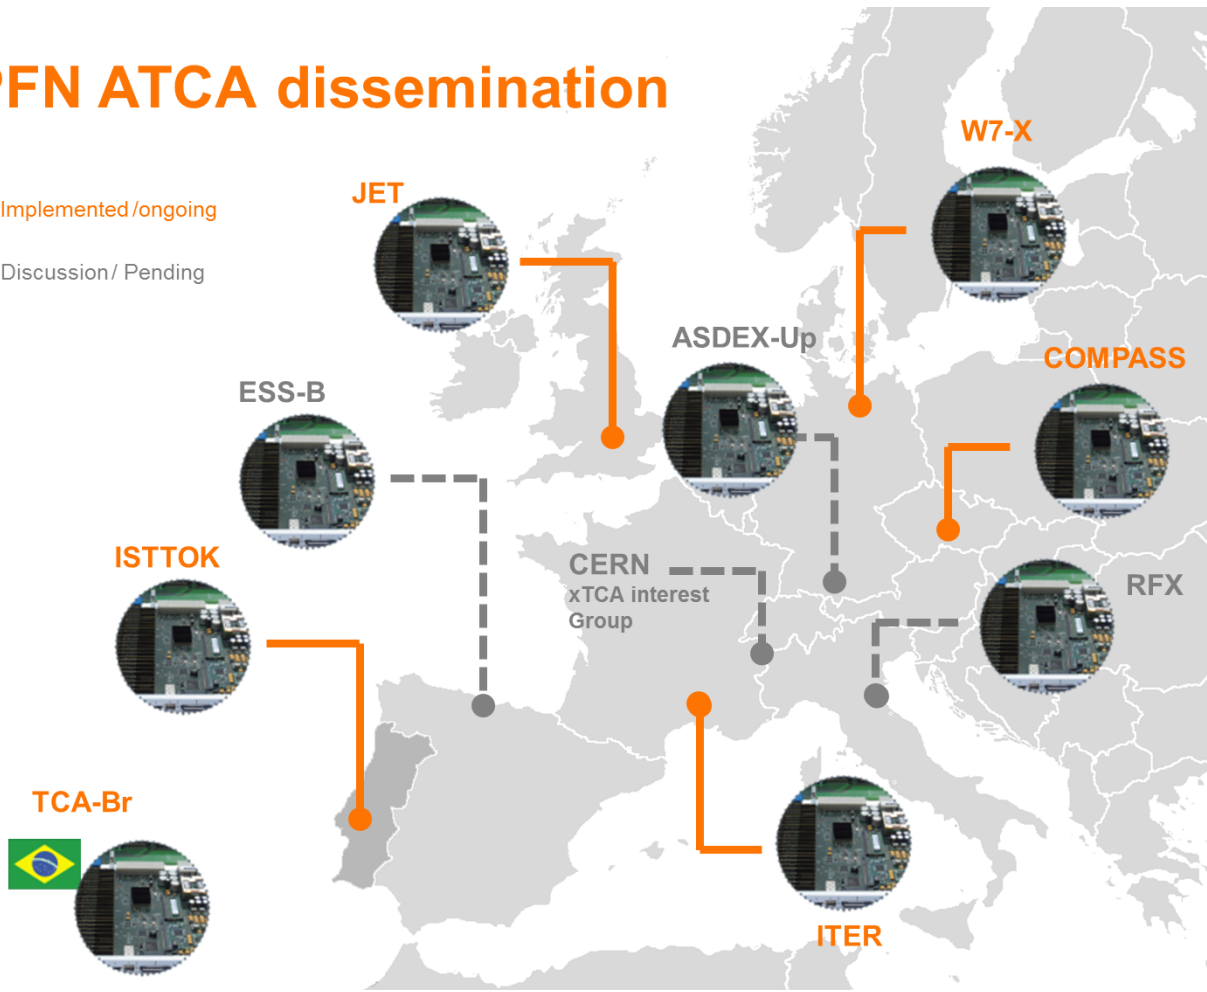 PFN ATCA dissemination
W7-X
JET
Implemented /ongoing
Discussion / Pending
ASDEX-Up
COMPASS
ESS-B
ISTTOK
CERN
xTCA interest
Group
RFX
TCA-Br
ITER